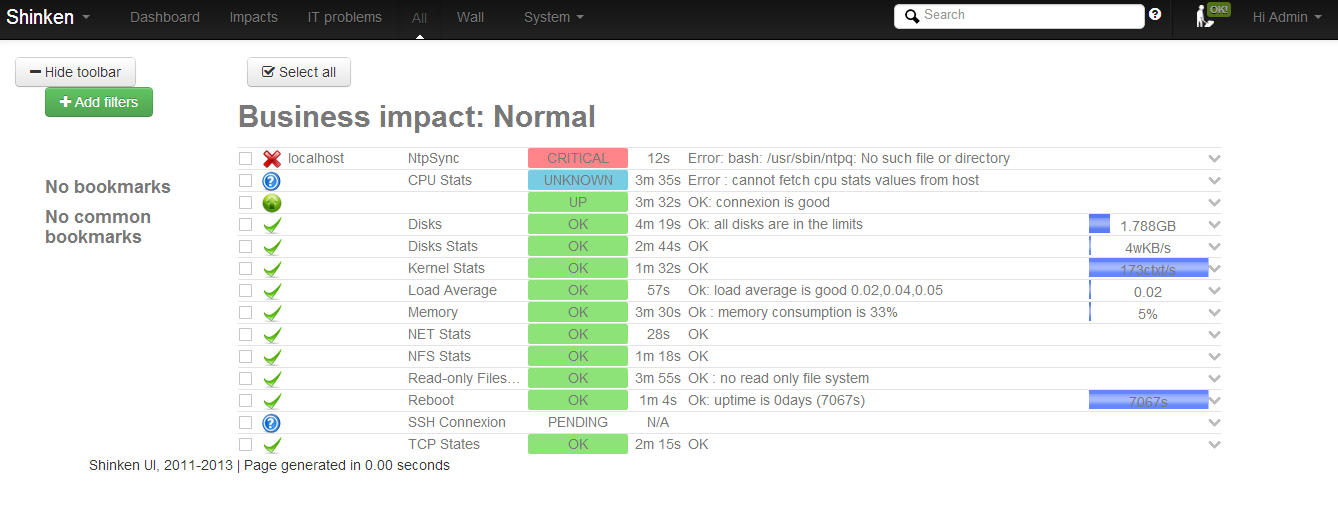 Shinken Dashboard Impacts IT problems All Wall System Search OK! Hi Admin
Hide toolbar Select all
Add filters
Business impact: Normal
localhost NtpSync CRITICAL 12s Error: bash: /usr/sbin/ntpq: No such file or directory
CPU Stats UNKNOWN 3m 35s Error : cannot fetch cpu stats values from host
UP 3m 32s OK: connexion is good
No bookmarks
No common
bookmarks
Disks OK 4m 19s Ok: all disks are in the limits 1.788GB
Disks Stats OK 2m 44s OK 4wKB/s
Kernel Stats OK 1m 32s OK 173ctxt/s
Load Average OK 57s Ok: load average is good 0.02,0.04,0.05 0.02
Memory OK 3m 30s Ok : memory consumption is 33% 5%
NET Stats OK 28s OK
NFS Stats OK 1m 18s OK
Read-only Files... OK 3m 55s OK : no read only file system
Reboot OK 1m 4s Ok: uptime is 0days (7067s) 7067s
SSH Connexion PENDING N/A
TCP States OK 2m 15s OK
Shinken UI, 2011-2013 | Page generated in 0.00 seconds